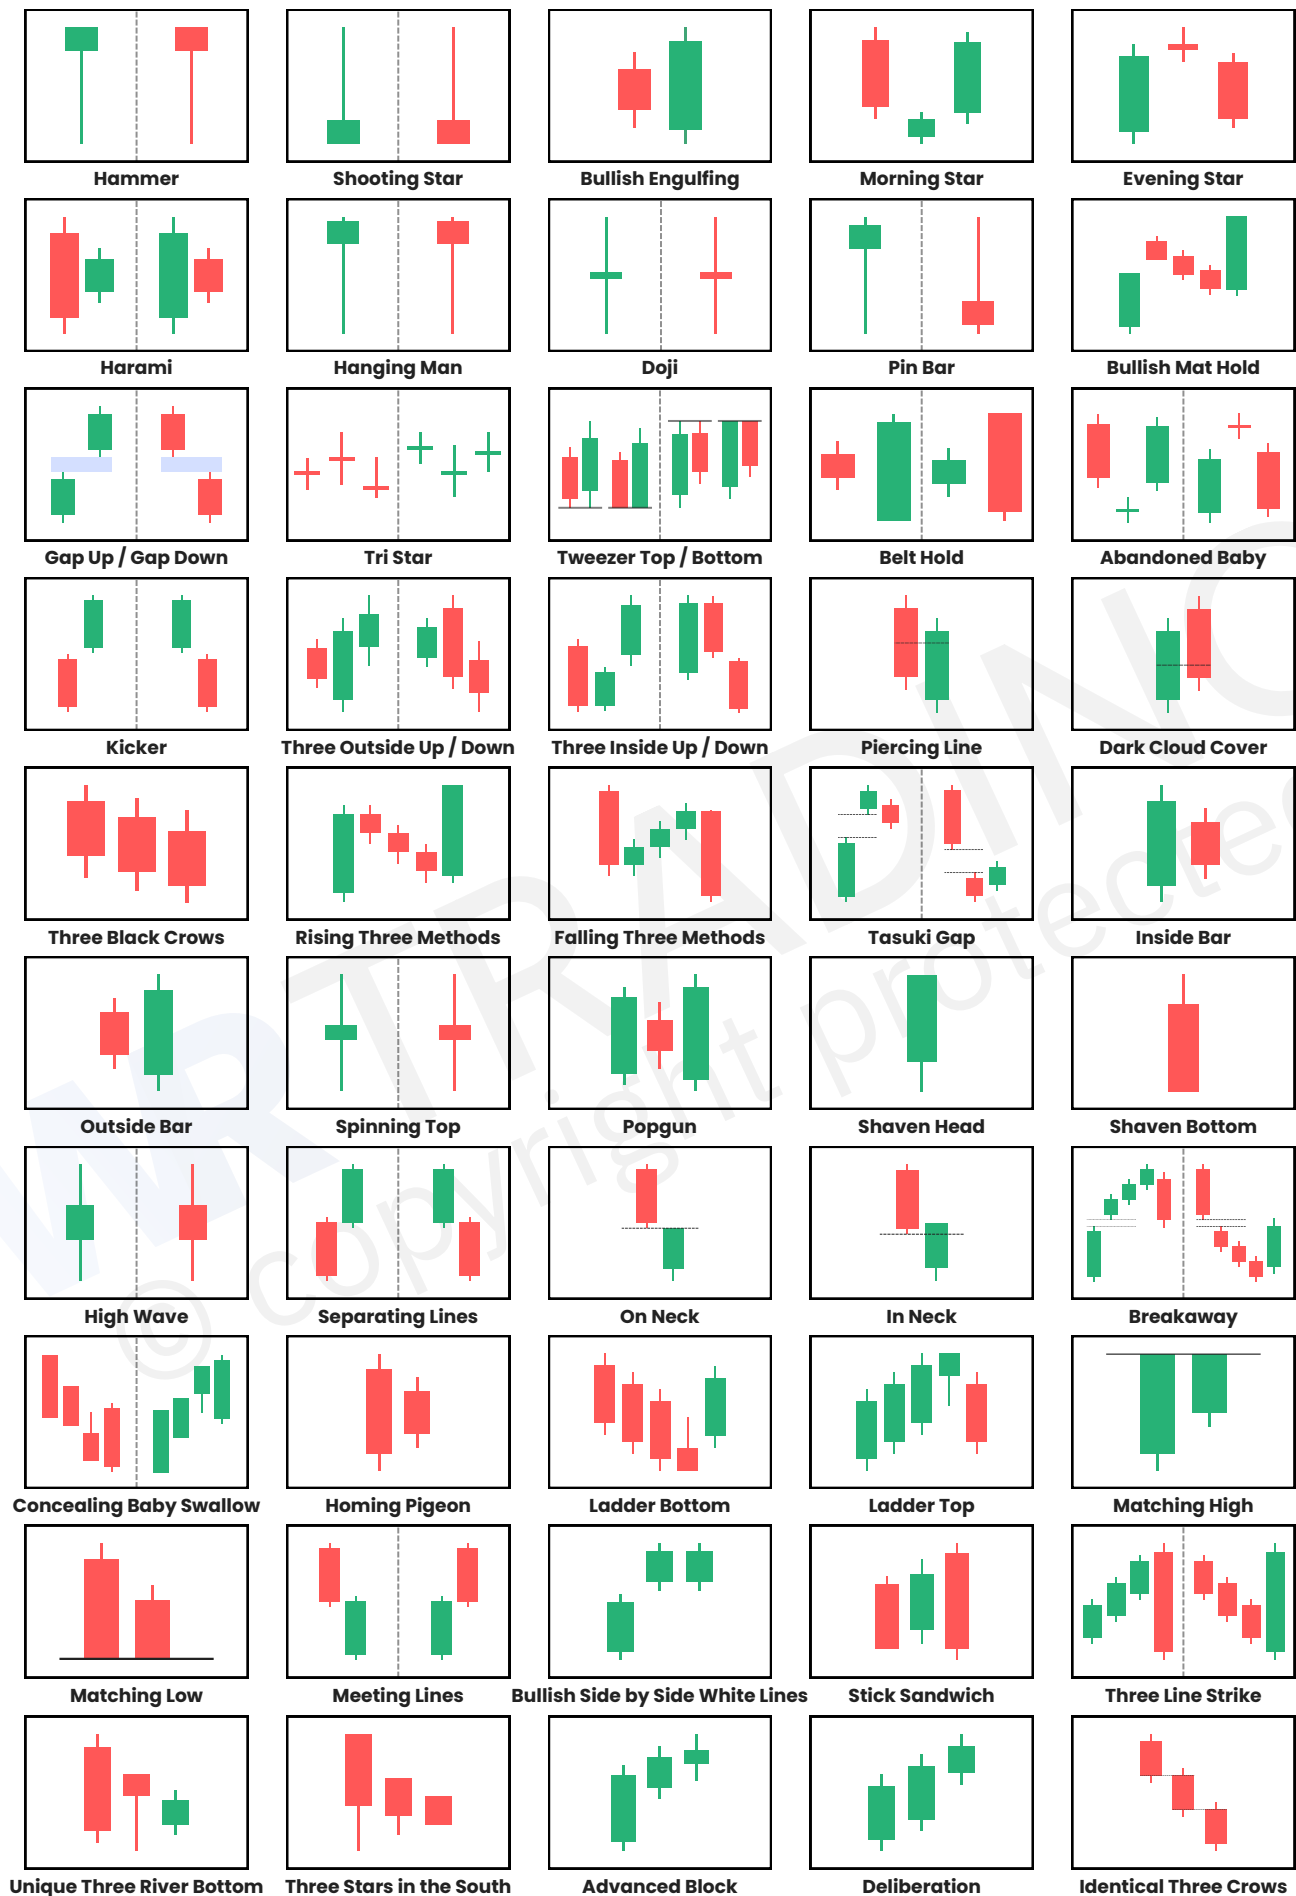 Hammer
Shooting Star
Bullish Engulfing
Morning Star
Evening Star
Harami
Hanging Man
Doji
Pin Bar
Bullish Mat Hold
Gap Up / Gap Down
Tri Star
Tweezer Top / Bottom
Belt Hold
Abandoned Baby
Kicker
Three Outside Up / Down
Three Inside Up / Down
Piercing Line
Dark Cloud Cover
Three Black Crows
Rising Three Methods
Falling Three Methods
Tasuki Gap
Inside Bar
Outside Bar
Spinning Top
Popgun
Shaven Head
Shaven Bottom
High Wave
Separating Lines
On Neck
In Neck
Breakaway
Concealing Baby Swallow
Homing Pigeon
Ladder Bottom
Ladder Top
Matching High
Matching Low
Meeting Lines
Bullish Side by Side White Lines
Stick Sandwich
Three Line Strike
Unique Three River Bottom
Three Stars in the South
Advanced Block
Deliberation
Identical Three Crows
WRTRADING
© copyright protected